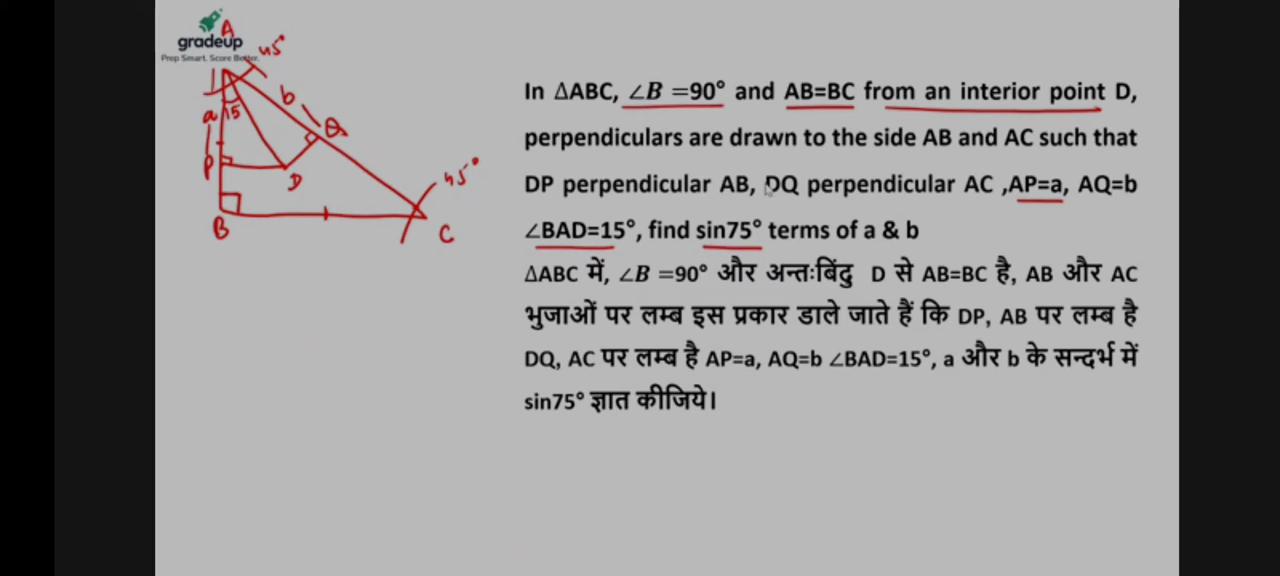 gradeup
Prep Smart. Score Better.
A
45°
b
a
15
Q
P
D
45°
B
C
In ΔABC, ∠B =90° and AB=BC from an interior point D,
perpendiculars are drawn to the side AB and AC such that
DP perpendicular AB, DQ perpendicular AC ,AP=a, AQ=b
∠BAD=15°, find sin75° terms of a & b
ΔABC में, ∠B =90° और अन्तःबिंदु D से AB=BC है, AB और AC
भुजाओं पर लम्ब इस प्रकार डाले जाते हैं कि DP, AB पर लम्ब है
DQ, AC पर लम्ब है AP=a, AQ=b ∠BAD=15°, a और b के सन्दर्भ में
sin75° ज्ञात कीजिये।